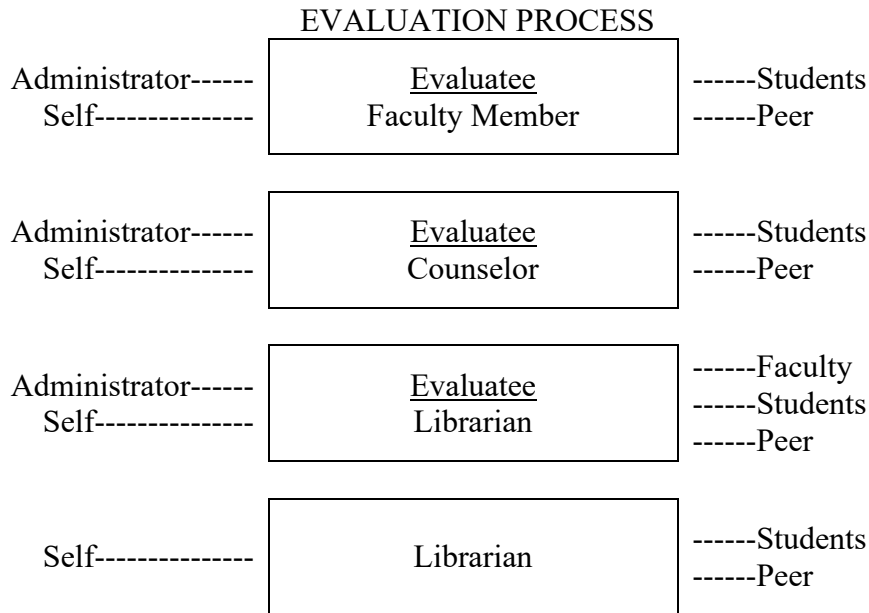 EVALUATION PROCESS
Administrator------ Evaluatee ------Students
Self--------------- Faculty Member ------Peer
Administrator------ Evaluatee ------Students
Self--------------- Counselor ------Peer
------Faculty
Administrator------ Evaluatee ------Students
Self--------------- Librarian ------Peer
------Students
Self--------------- Librarian
------Peer